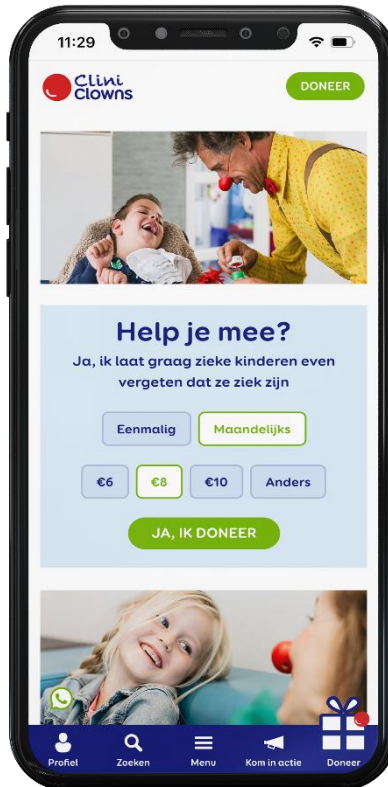 11:29
Clini
Clowns
DONEER
Help je mee?
Ja, ik laat graag zieke kinderen even
vergeten dat ze ziek zijn
Eenmalig Maandelijks
€6 €8 €10 Anders
JA, IK DONEER
Profiel Zoeken Menu Kom in actie Doneer